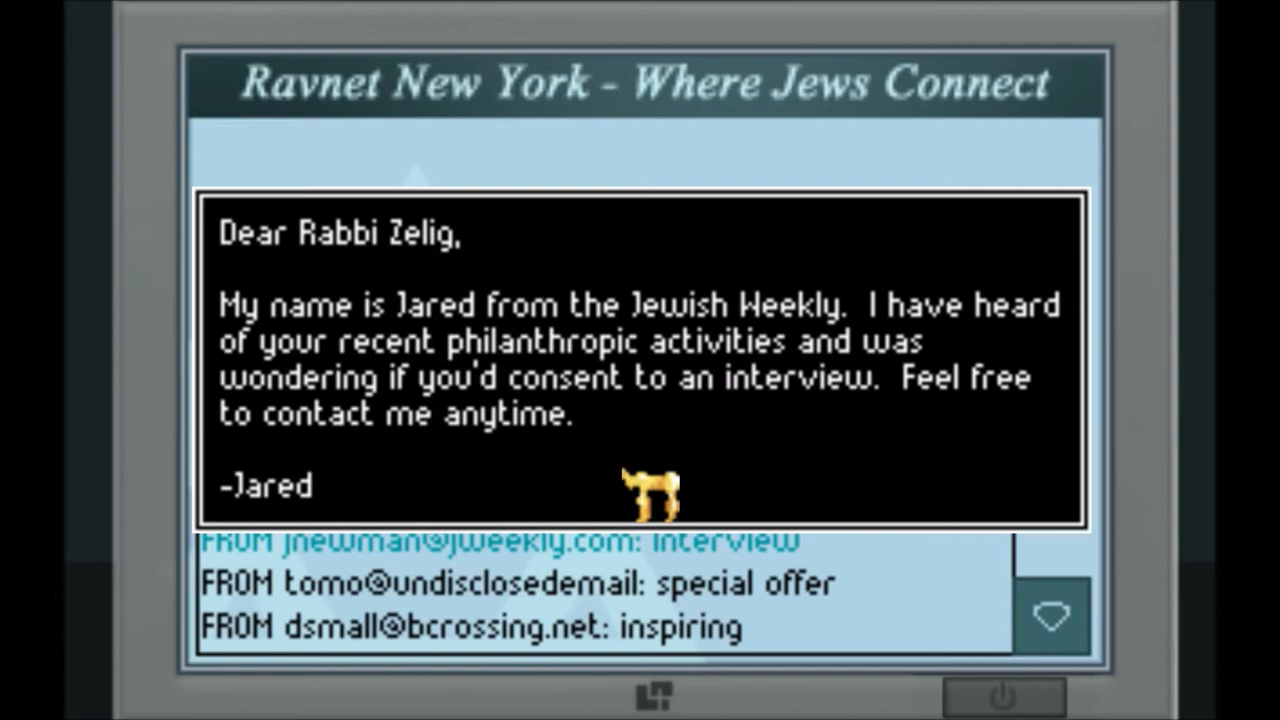 Ravnet New York - Where Jews Connect
Dear Rabbi Zelig,
My name is Jared from the Jewish Weekly.  I have heard
of your recent philanthropic activities and was
wondering if you'd consent to an interview.  Feel free
to contact me anytime.
-Jared
FROM jnewman@jweekly.com: interview
FROM tomo@undisclosedemail: special offer
FROM dsmall@bcrossing.net: inspiring